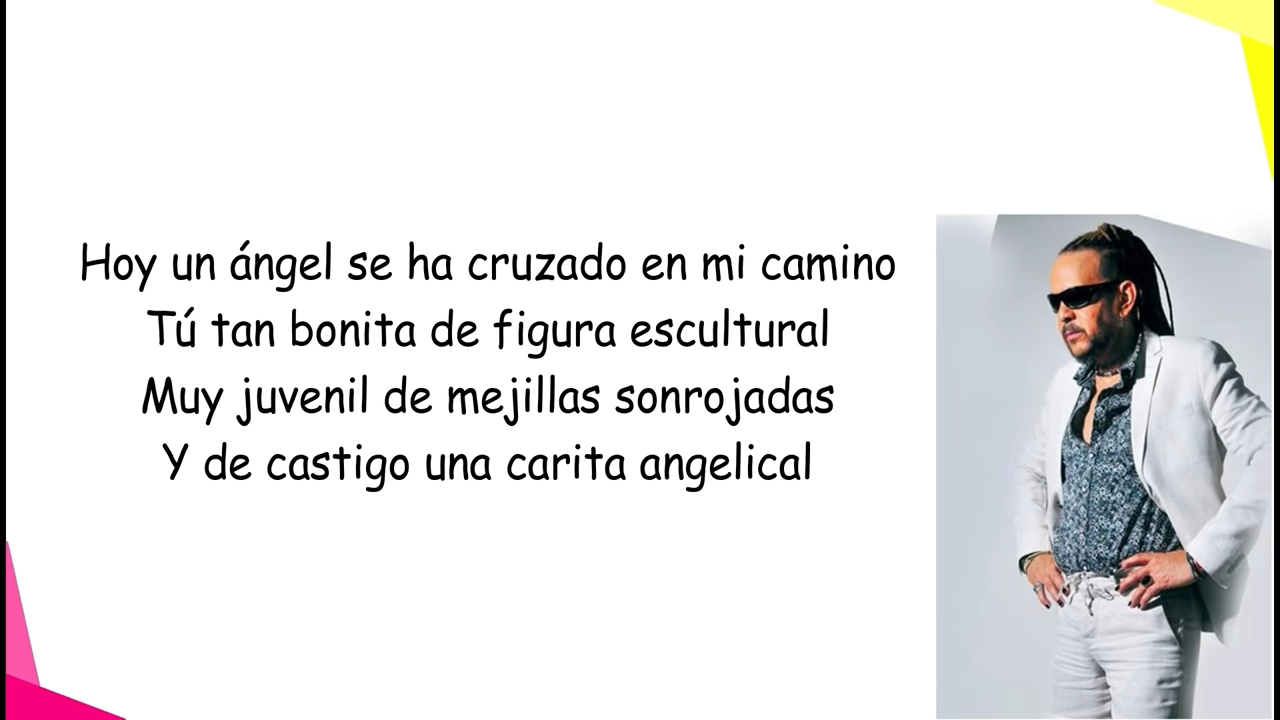 Hoy un ángel se ha cruzado en mi camino
Tú tan bonita de figura escultural
Muy juvenil de mejillas sonrojadas
Y de castigo una carita angelical